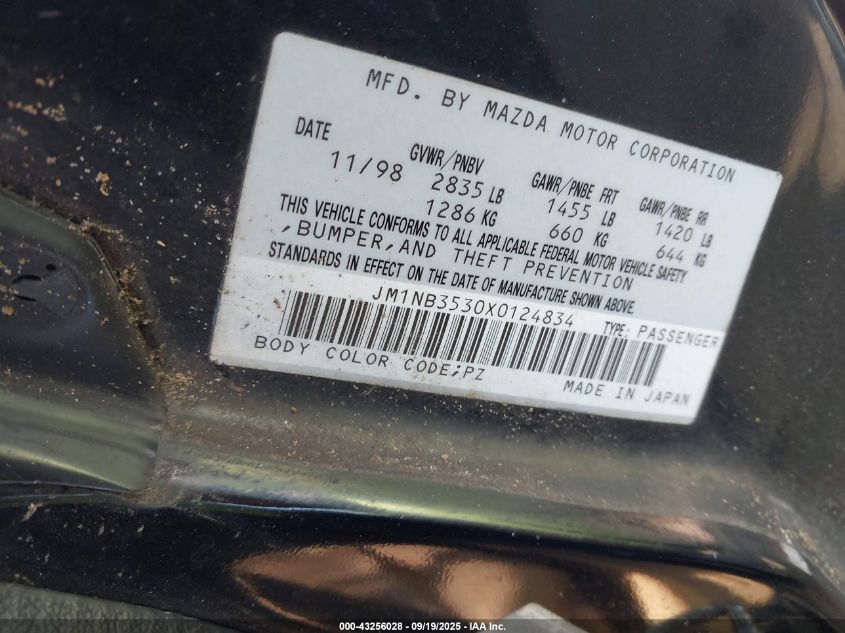 MFD. BY MAZDA MOTOR CORPORATION
DATE GVWR/PNBV GAWR/PNBE FRT GAWR/PNBE RR
11/98 2835 LB 1455 LB 1420 LB
1286 KG 660 KG 644 KG
THIS VEHICLE CONFORMS TO ALL APPLICABLE FEDERAL MOTOR VEHICLE SAFETY
,BUMPER,AND THEFT PREVENTION
STANDARDS IN EFFECT ON THE DATE OF MANUFACTURE SHOWN ABOVE
JM1NB3530X0124834 TYPE: PASSENGER
BODY COLOR CODE;PZ MADE IN JAPAN
000-43256028 - 09/19/2025 - IAA Inc.